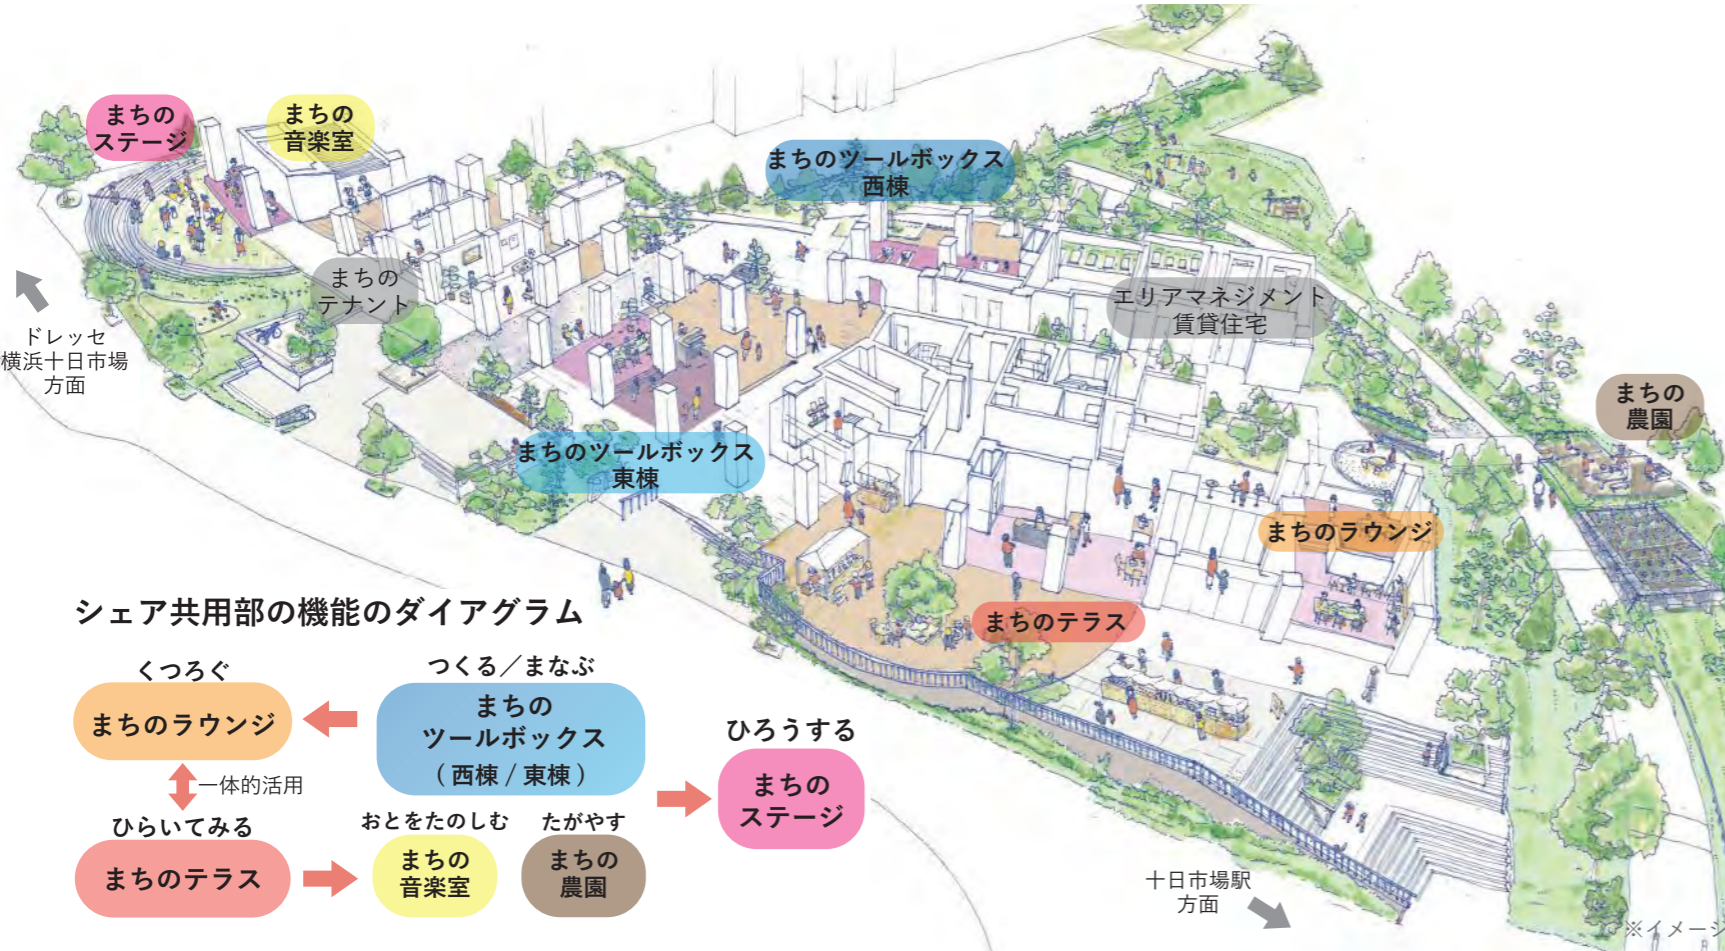 まちの
ステージ
まちの
音楽室
まちのツールボックス
西棟
まちの
テナント
エリアマネジメント
賃貸住宅
ドレッセ
横浜十日市場
方面
まちの
農園
まちのツールボックス
東棟
まちのラウンジ
まちのテラス
シェア共用部の機能のダイアグラム
くつろぐ
まちのラウンジ
つくる／まなぶ
まちの
ツールボックス
（西棟 / 東棟）
一体的活用
ひろうする
まちの
ステージ
ひらいてみる
まちのテラス
おとをたのしむ
まちの
音楽室
たがやす
まちの
農園
十日市場駅
方面
※イメージ